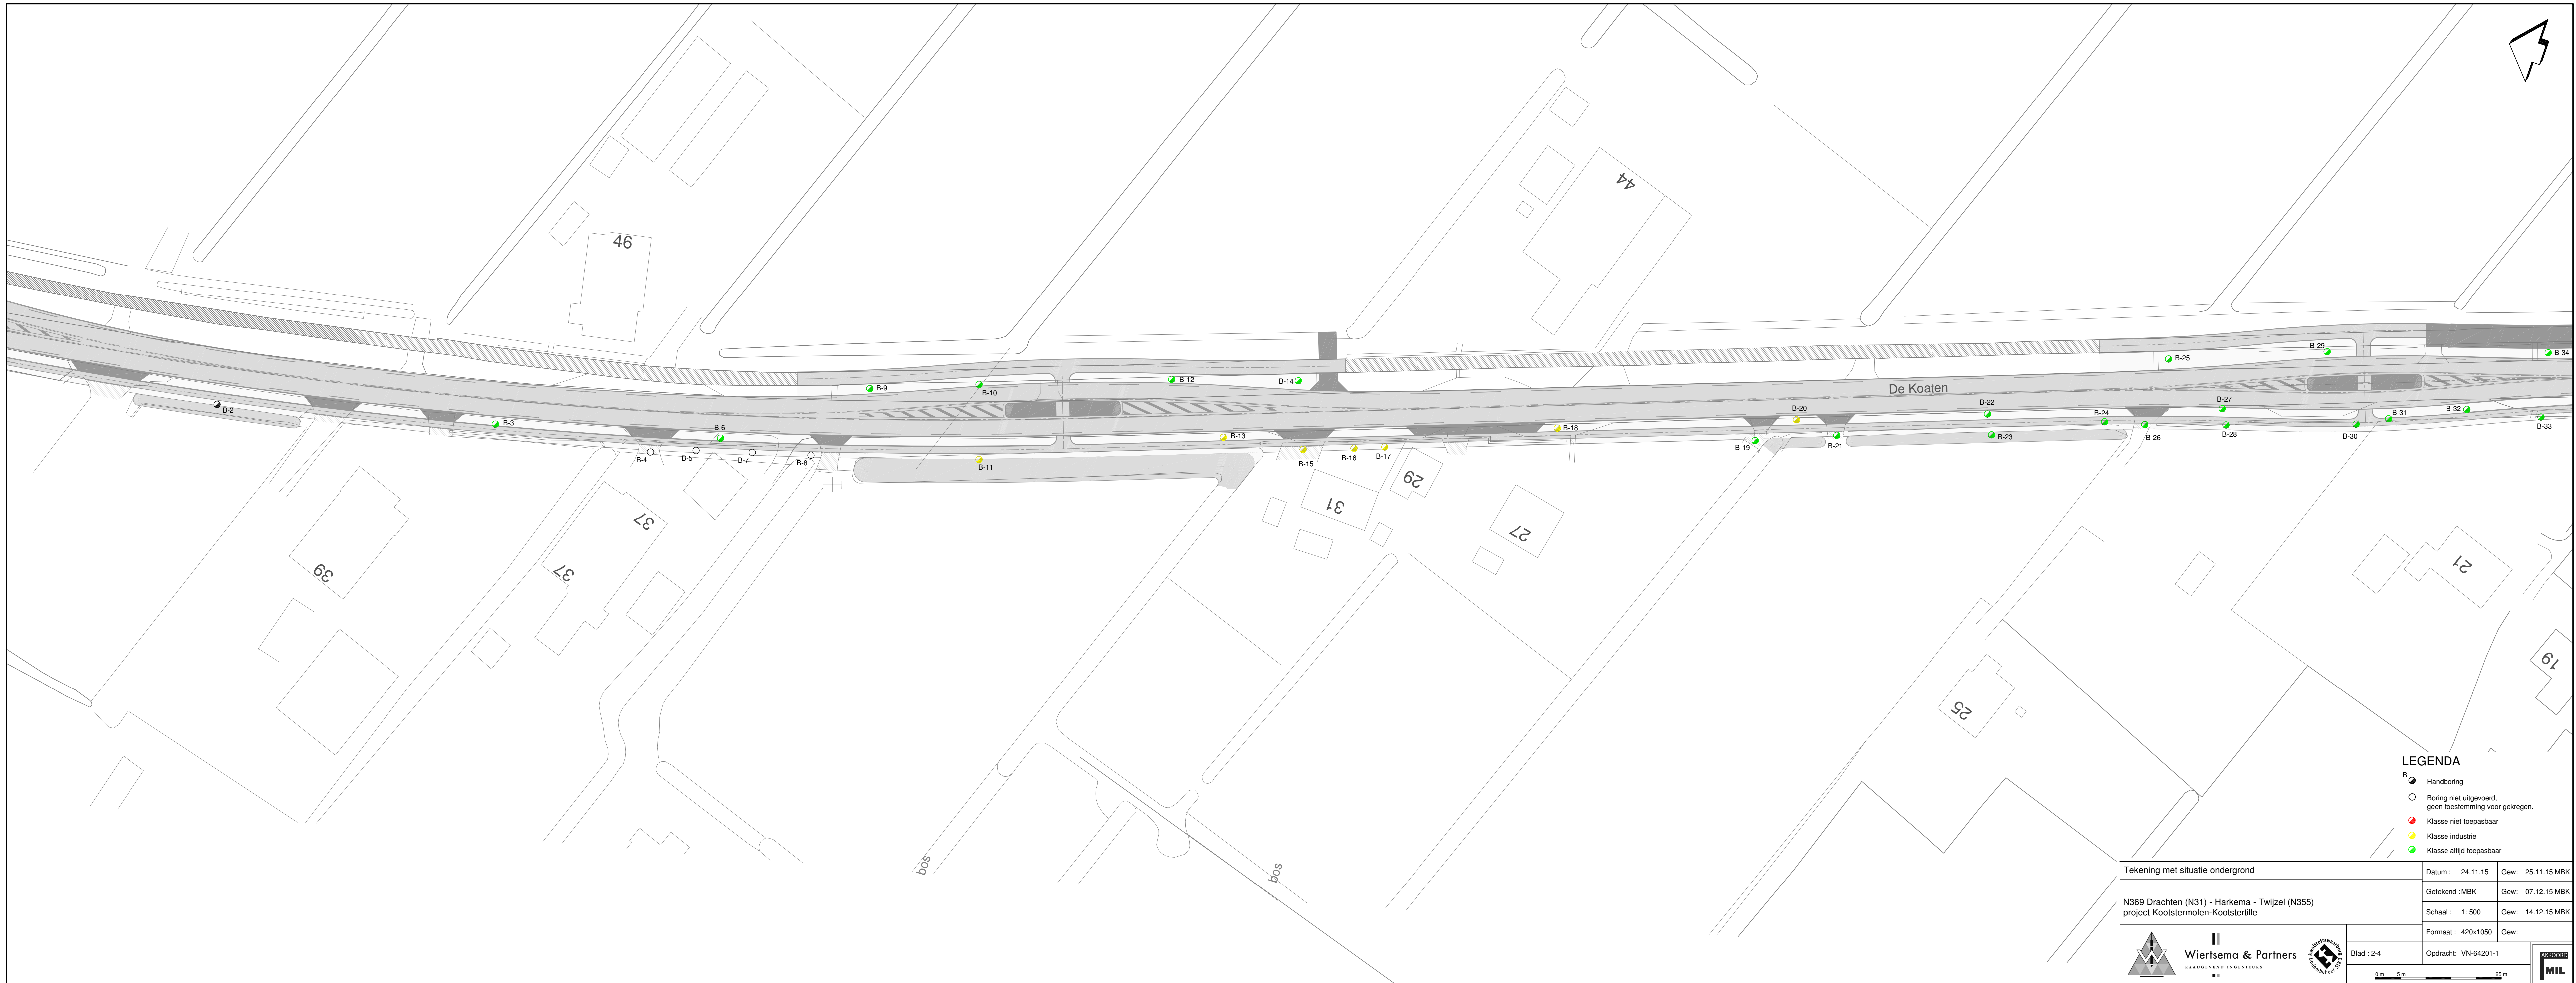 46
44
De Koaten
B-2
B-3
B-4
B-5
B-6
B-7
B-8
B-9
B-10
B-11
B-12
B-13
B-14
B-15
B-16
B-17
B-18
B-19
B-20
B-21
B-22
B-23
B-24
B-25
B-26
B-27
B-28
B-29
B-30
B-31
B-32
B-33
B-34
39
37
37
31
29
27
25
21
19
bos
bos
LEGENDA
B
Handboring
Boring niet uitgevoerd,
geen toestemming voor gekregen.
Klasse niet toepasbaar
Klasse industrie
Klasse altijd toepasbaar
Tekening met situatie ondergrond
Datum : 24.11.15
Gew: 25.11.15 MBK
Getekend : MBK
Gew: 07.12.15 MBK
N369 Drachten (N31) - Harkema - Twijzel (N355)
project Kootstermolen-Kootstertille
Schaal : 1: 500
Gew: 14.12.15 MBK
Formaat : 420x1050
Gew:
Wiertsema & Partners
RAADGEVEND INGENIEURS
Blad : 2-4
Opdracht: VN-64201-1
0 m 5 m 25 m
AKKOORD
MIL